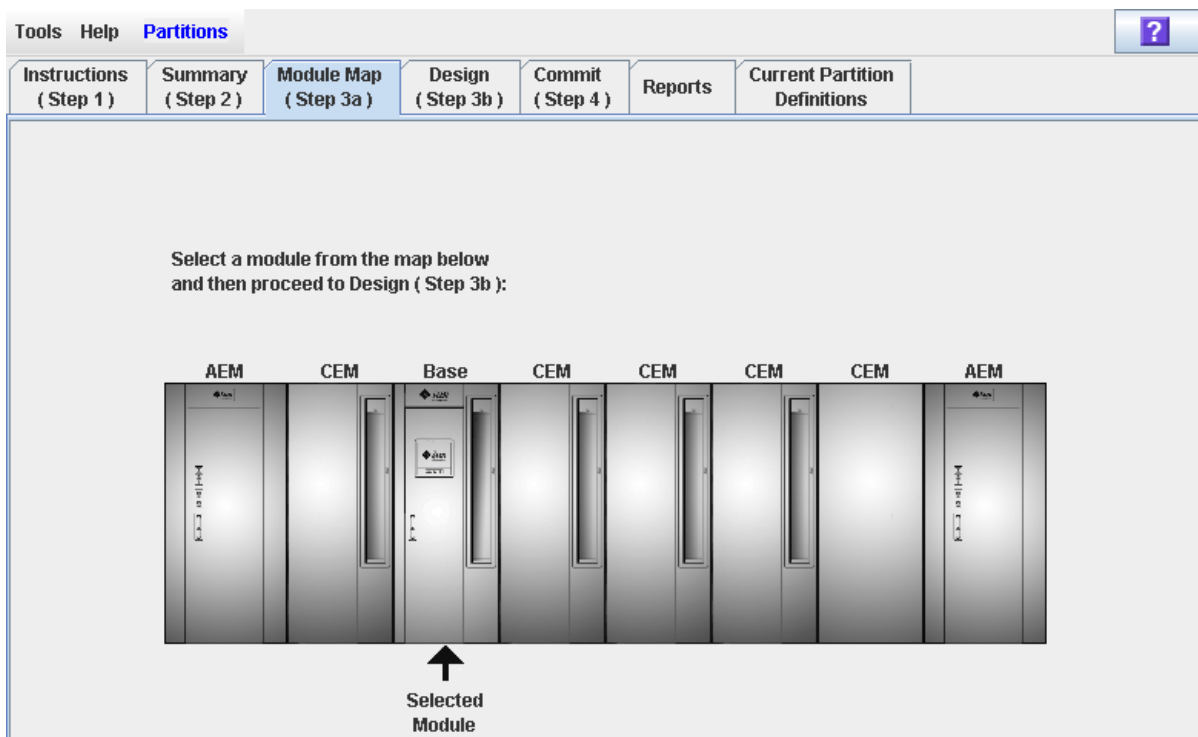 Tools Help Partitions
?
Instructions
( Step 1 )
Summary
( Step 2 )
Module Map
( Step 3a )
Design
( Step 3b )
Commit
( Step 4 )
Reports
Current Partition
Definitions
Select a module from the map below
and then proceed to Design ( Step 3b ):
AEM CEM Base CEM CEM CEM CEM AEM
Selected
Module